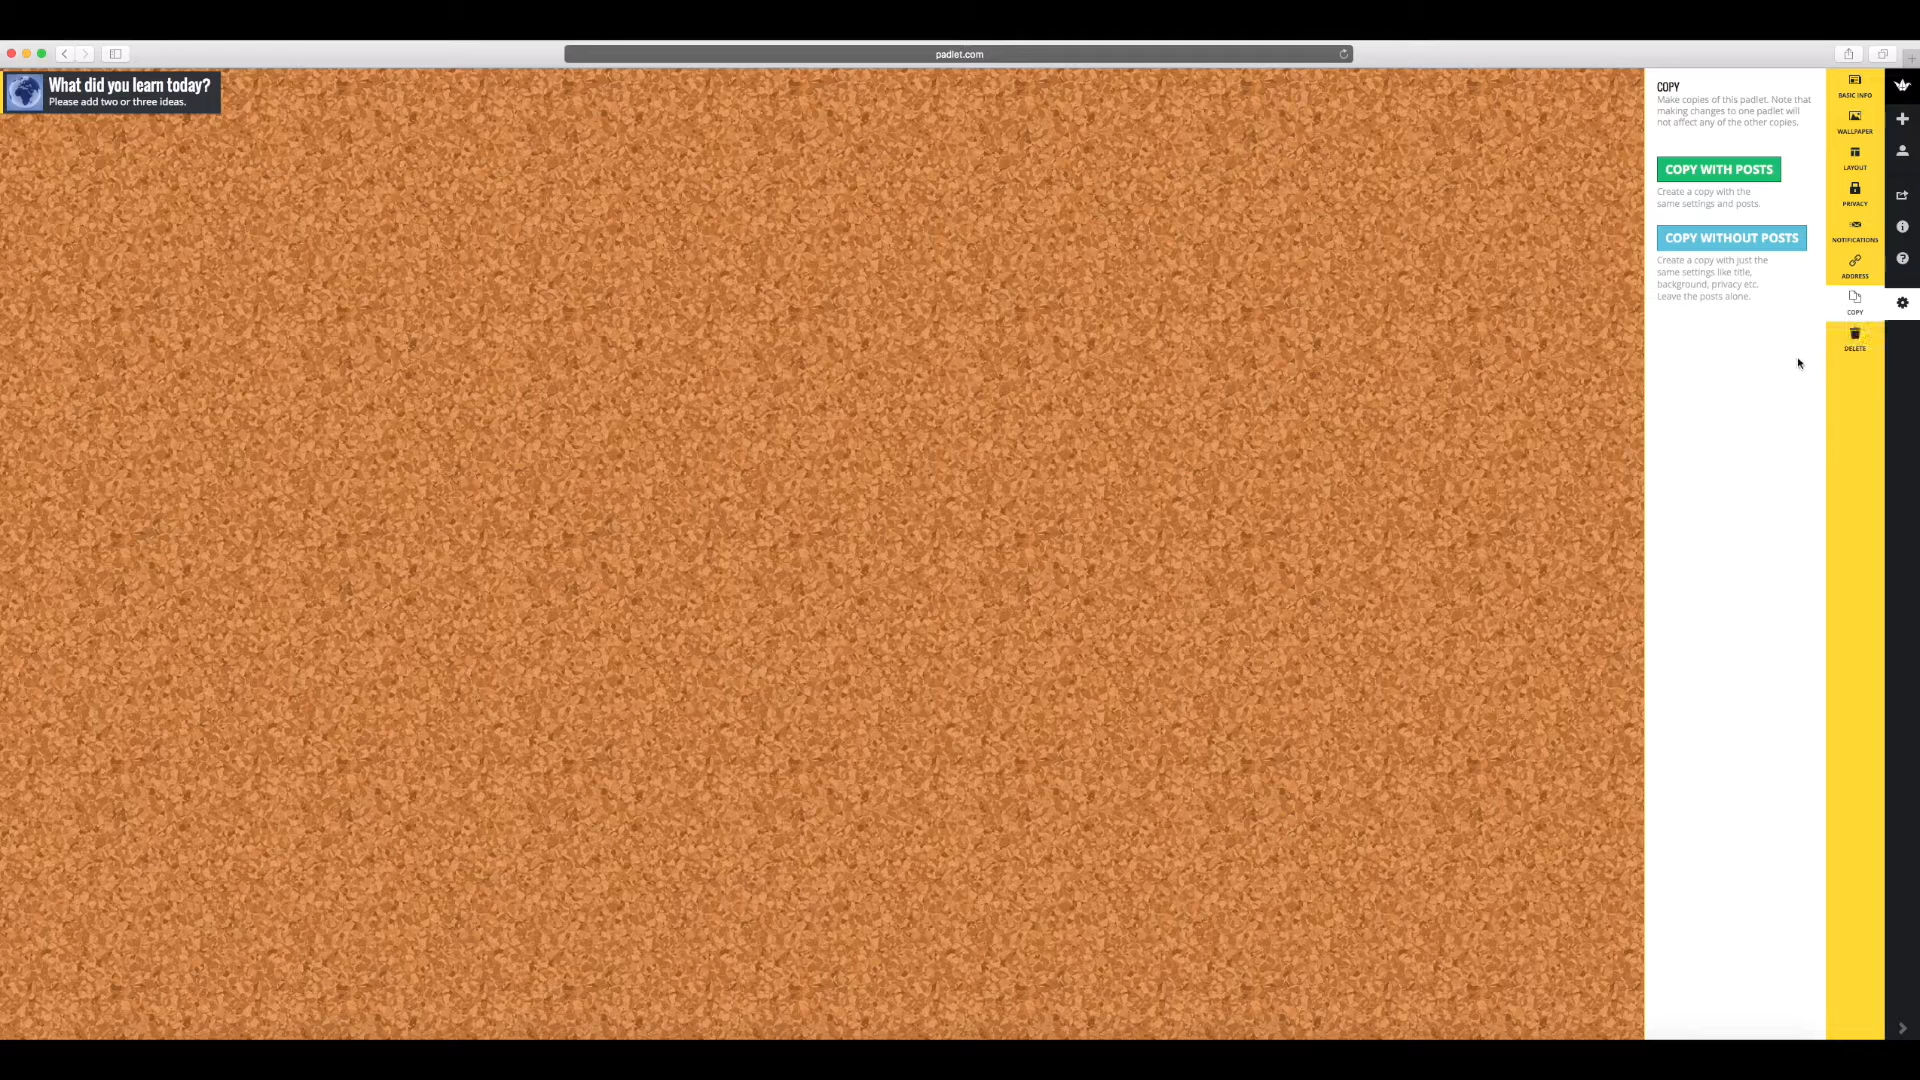 padlet.com
What did you learn today?
Please add two or three ideas.
COPY
Make copies of this padlet. Note that
making changes to one padlet will
not affect any of the other copies.
COPY WITH POSTS
Create a copy with the
same settings and posts.
COPY WITHOUT POSTS
Create a copy with just the
same settings like title,
background, privacy etc.
Leave the posts alone.
BASIC INFO
WALLPAPER
LAYOUT
PRIVACY
NOTIFICATIONS
ADDRESS
COPY
DELETE